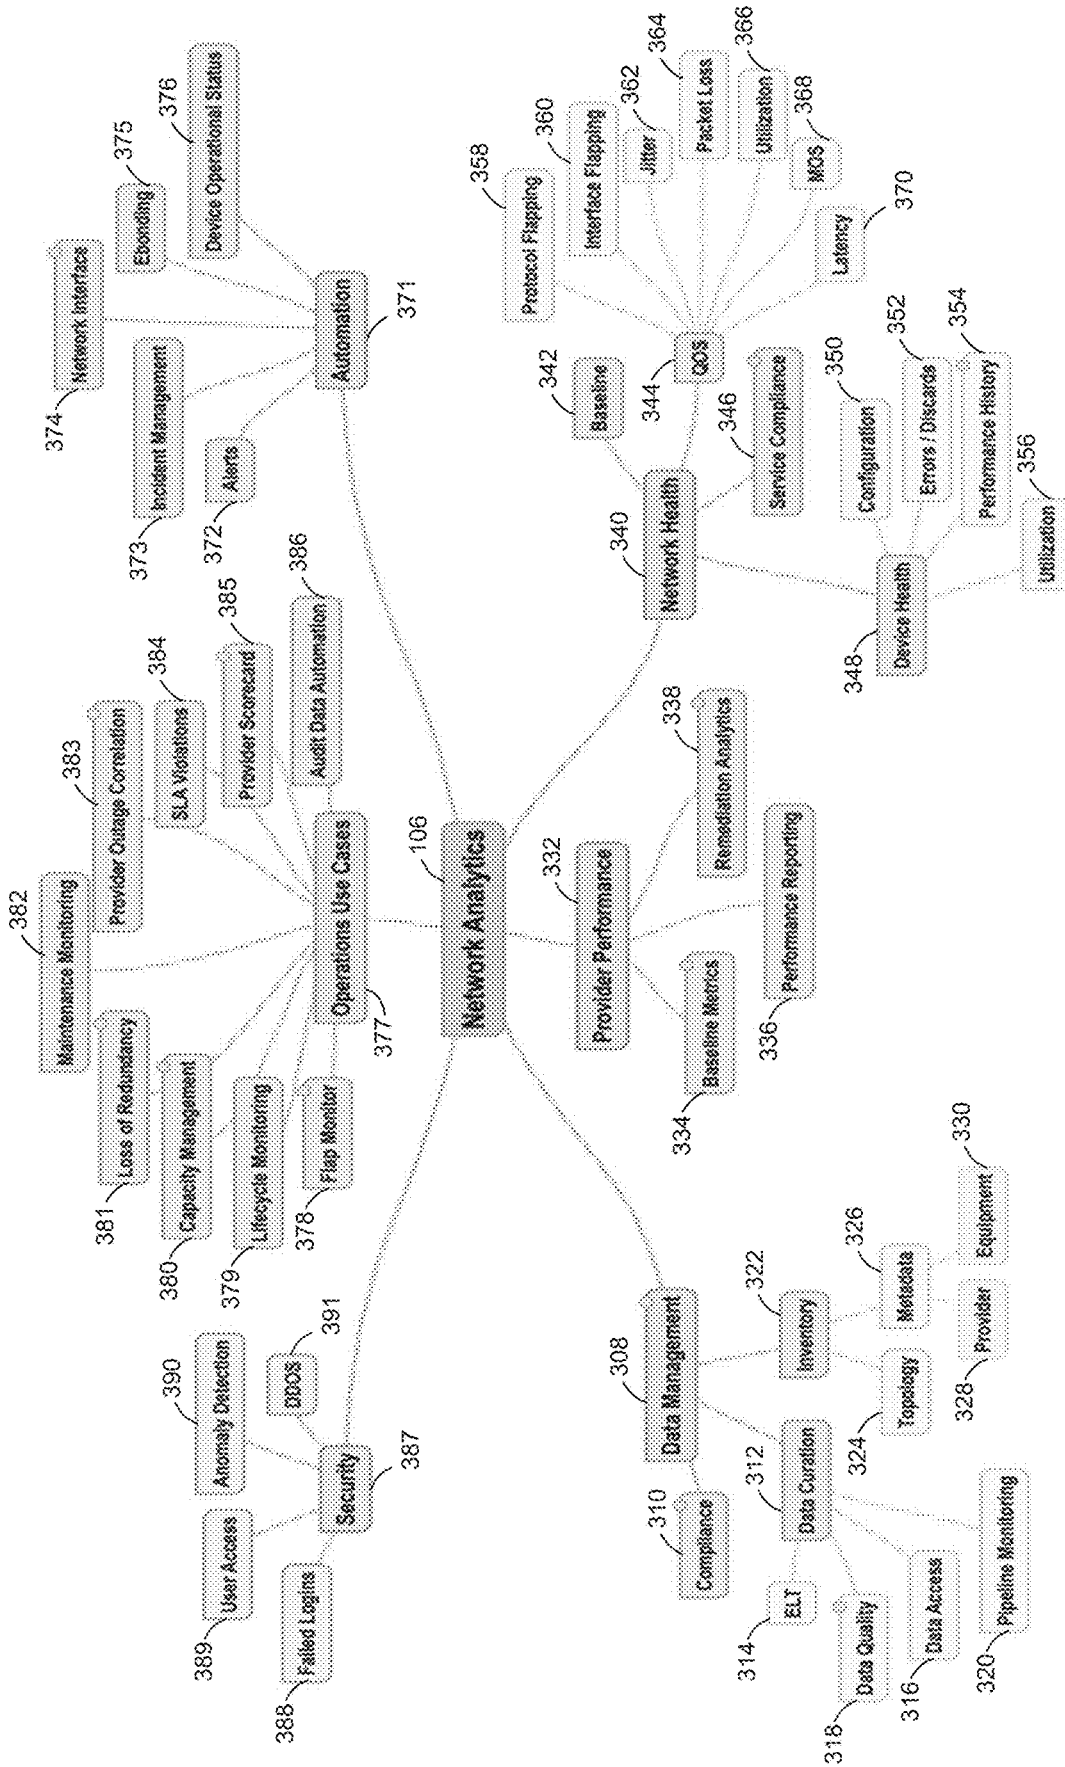 388
Failed Logins
389
User Access
390
Anomaly Detection
DDOS
391
Security
387
378
Flap Monitor
379
Lifecycle Monitoring
380
Capacity Management
381
Loss of Redundancy
382
Maintenance Monitoring
383
Provider Outage Correlation
384
SLA Violations
385
Provider Scorecard
386
Audit Data Automation
Operations Use Cases
377
372
Alerts
373
Incident Management
374
Network Interface
375
Ebonding
376
Device Operational Status
Automation
371
106
Network Analytics
308
Data Management
310
Compliance
312
Data Curation
314
ELT
318
Data Quality
316
Data Access
320
Pipeline Monitoring
322
Inventory
324
Topology
326
Metadata
328
Provider
330
Equipment
332
Provider Performance
334
Baseline Metrics
336
Performance Reporting
338
Remediation Analytics
340
Network Health
342
Baseline
344
QOS
346
Service Compliance
348
Device Health
350
Configuration
352
Errors / Discards
354
Performance History
356
Utilization
358
Protocol Flapping
360
Interface Flapping
362
Jitter
364
Packet Loss
366
Utilization
368
MOS
370
Latency